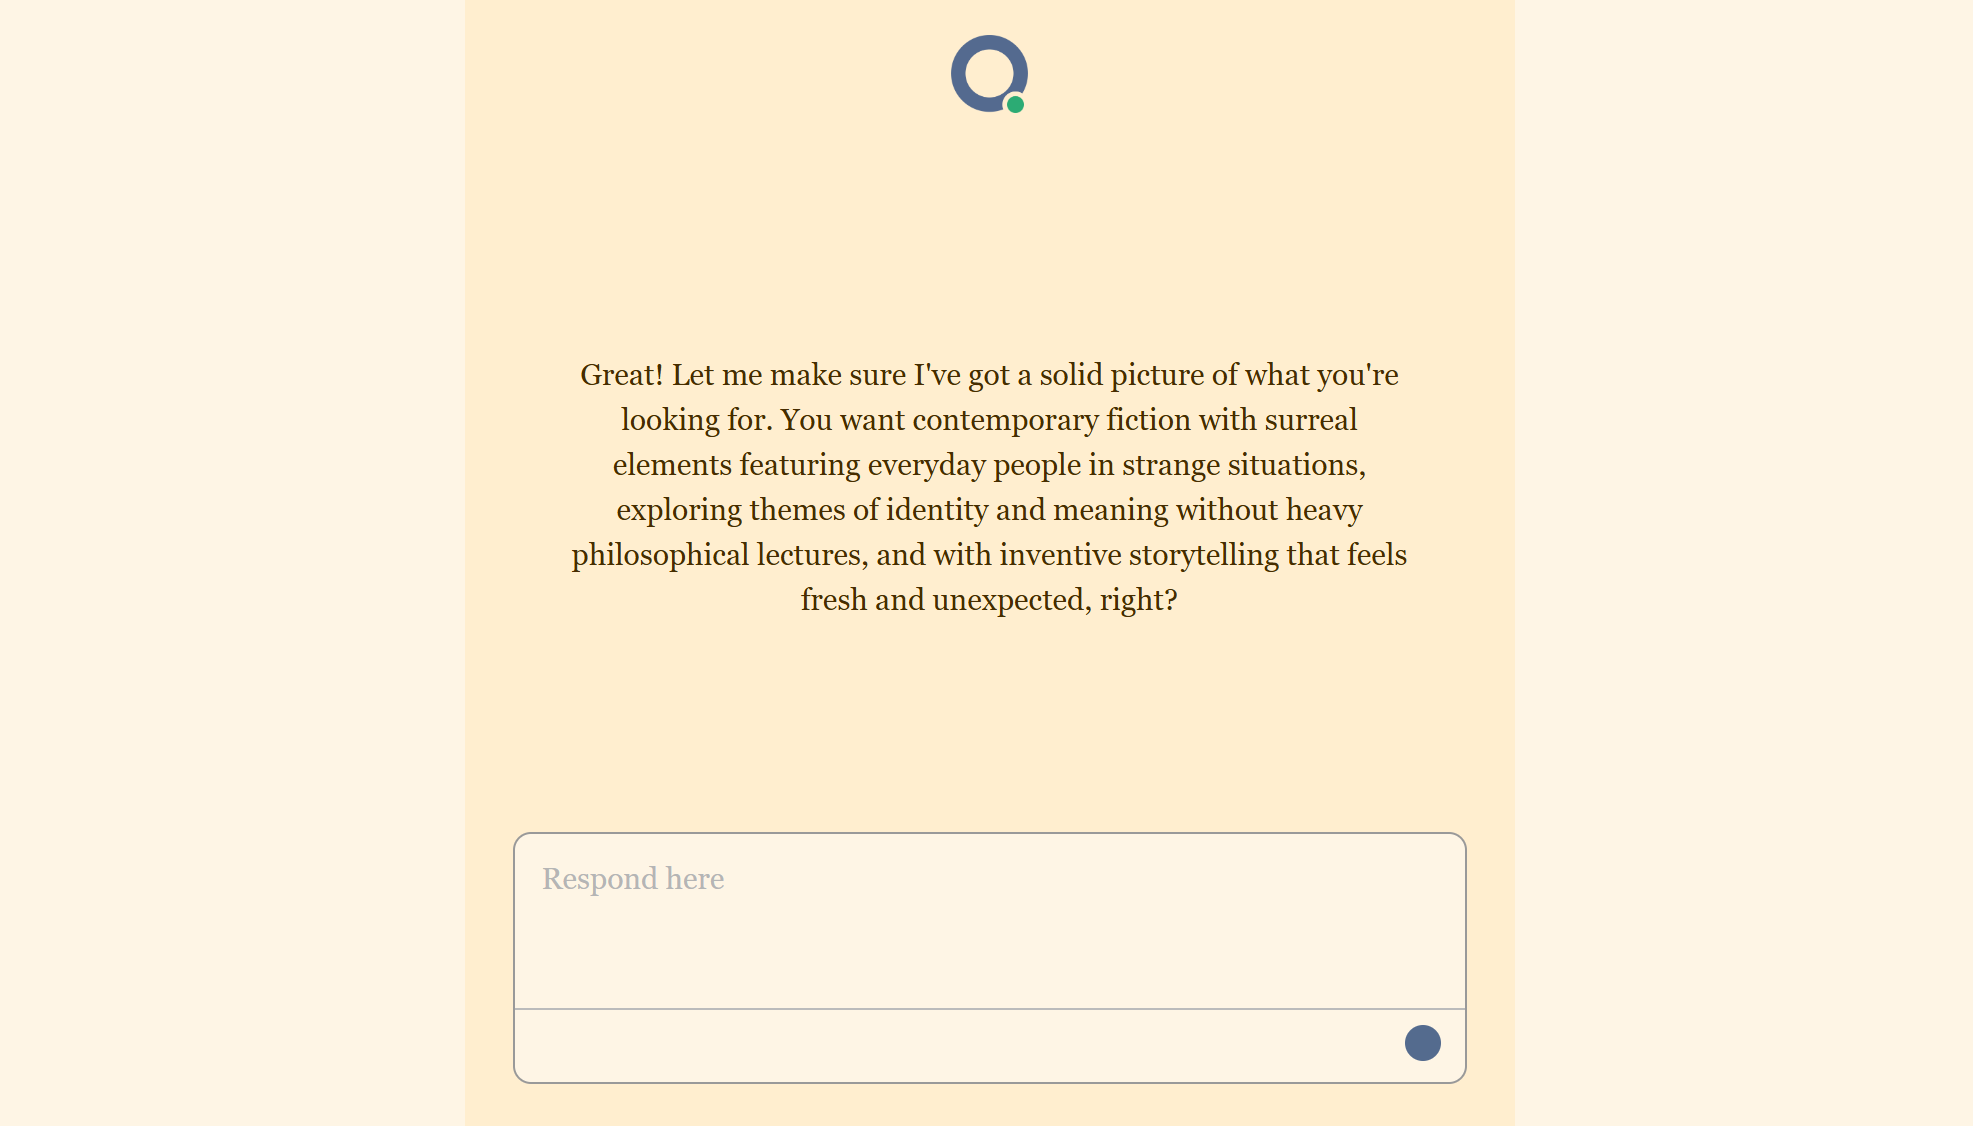 Great! Let me make sure I've got a solid picture of what you're
looking for. You want contemporary fiction with surreal
elements featuring everyday people in strange situations,
exploring themes of identity and meaning without heavy
philosophical lectures, and with inventive storytelling that feels
fresh and unexpected, right?
Respond here